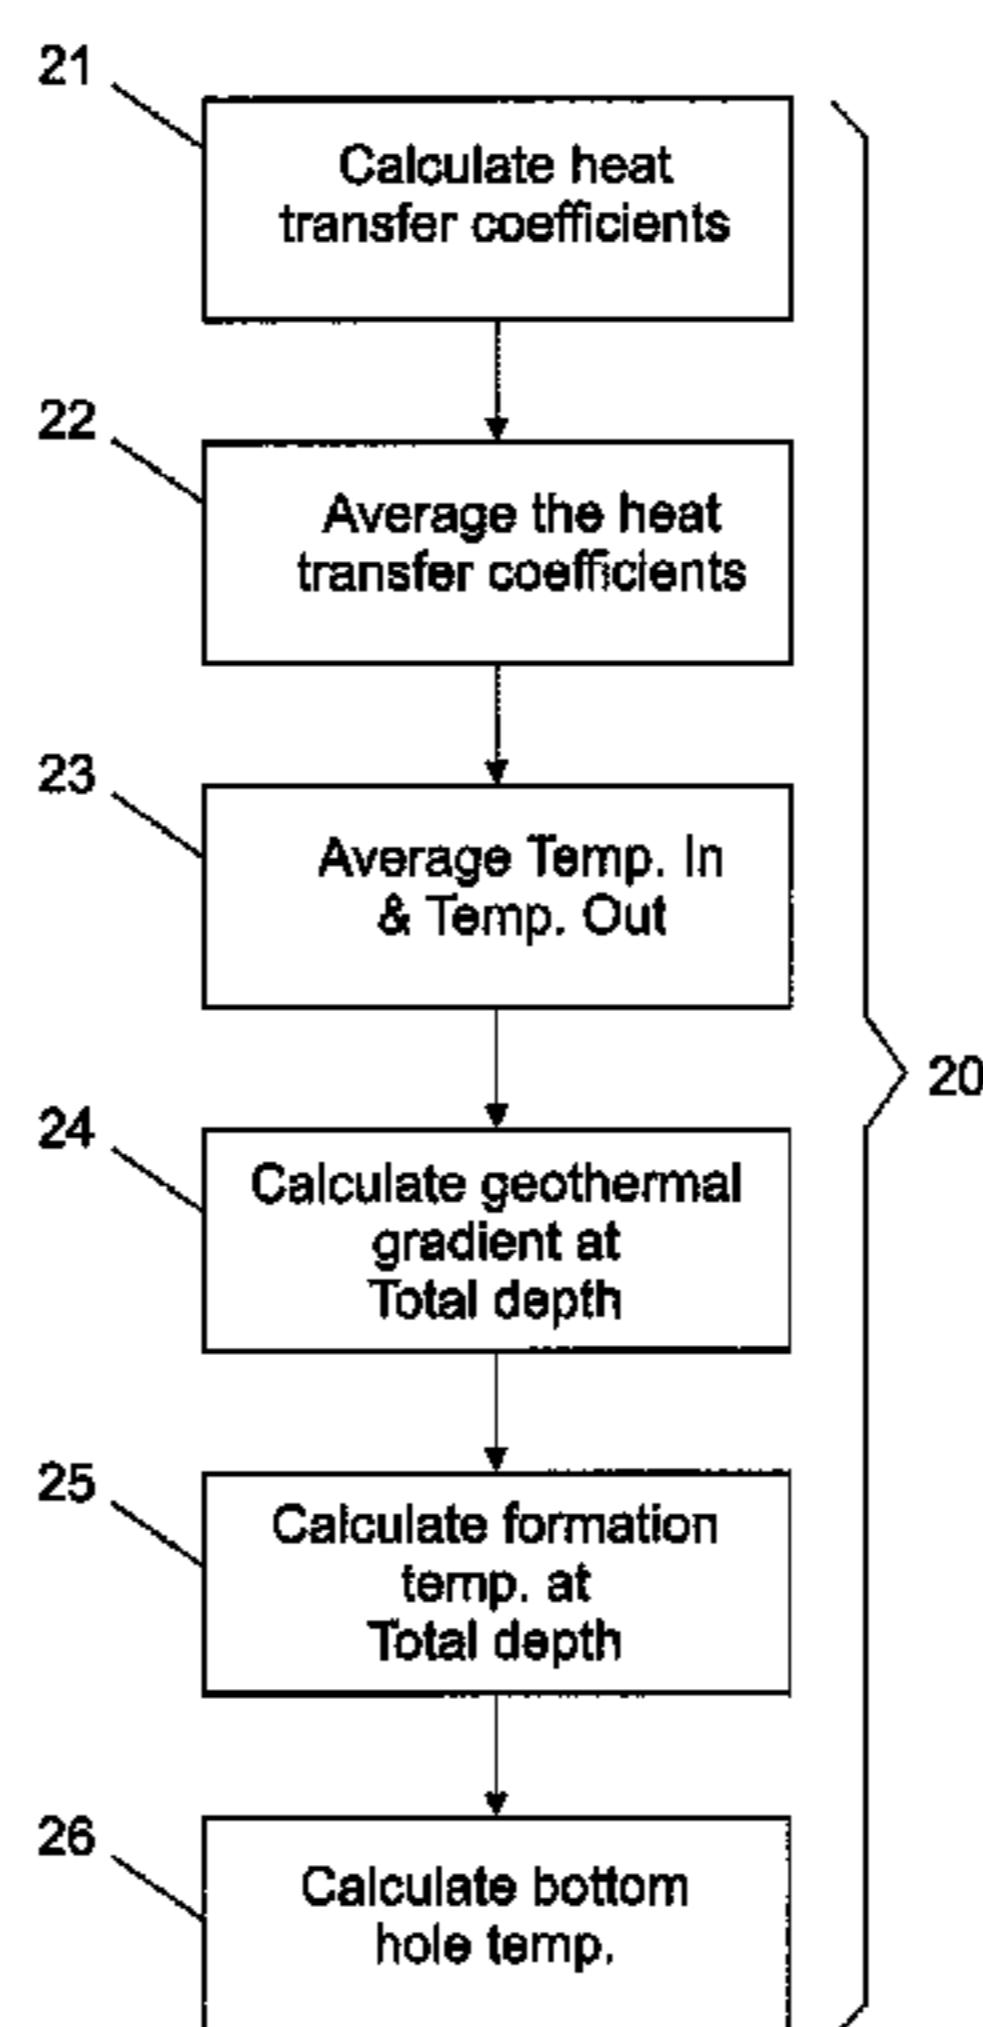 21
Calculate heat
transfer coefficients
22
Average the heat
transfer coefficients
23
Average Temp. In
& Temp. Out
20
24
Calculate geothermal
gradient at
Total depth
25
Calculate formation
temp. at
Total depth
26
Calculate bottom
hole temp.